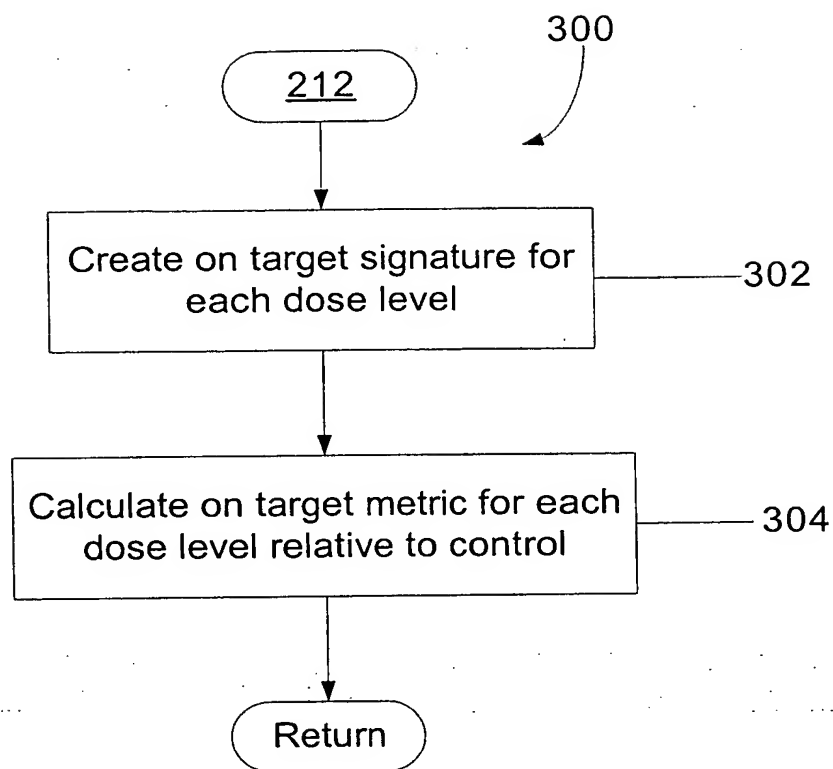 300
212
Create on target signature for
each dose level
302
Calculate on target metric for each
dose level relative to control
304
Return